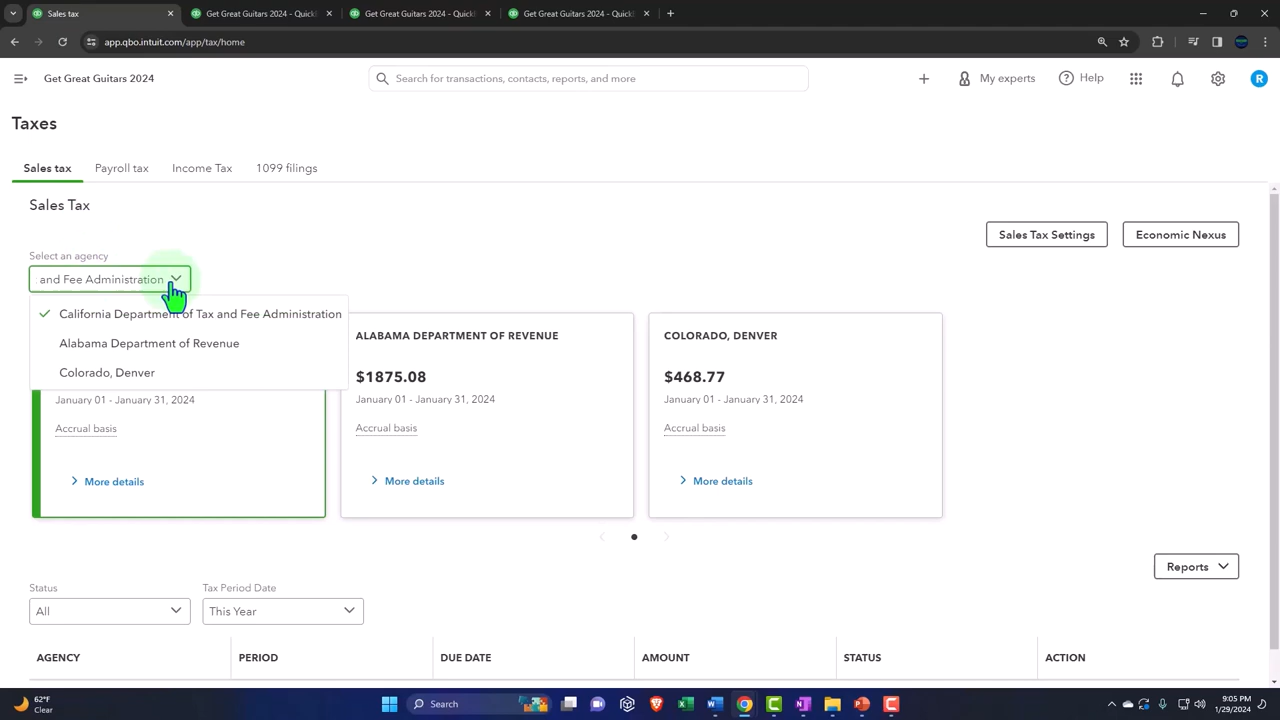 Sales tax
Get Great Guitars 2024 - QuickB
Get Great Guitars 2024 - QuickB
Get Great Guitars 2024 - QuickB
app.qbo.intuit.com/app/tax/home
Get Great Guitars 2024
Search for transactions, contacts, reports, and more
My experts
Help
R
Taxes
Sales tax
Payroll tax
Income Tax
1099 filings
Sales Tax
Sales Tax Settings
Economic Nexus
Select an agency
and Fee Administration
California Department of Tax and Fee Administration
Alabama Department of Revenue
Colorado, Denver
January 01 - January 31, 2024
Accrual basis
More details
ALABAMA DEPARTMENT OF REVENUE
$1875.08
January 01 - January 31, 2024
Accrual basis
More details
COLORADO, DENVER
$468.77
January 01 - January 31, 2024
Accrual basis
More details
Reports
Status
Tax Period Date
All
This Year
AGENCY
PERIOD
DUE DATE
AMOUNT
STATUS
ACTION
62°F
Clear
Search
9:05 PM
1/29/2024